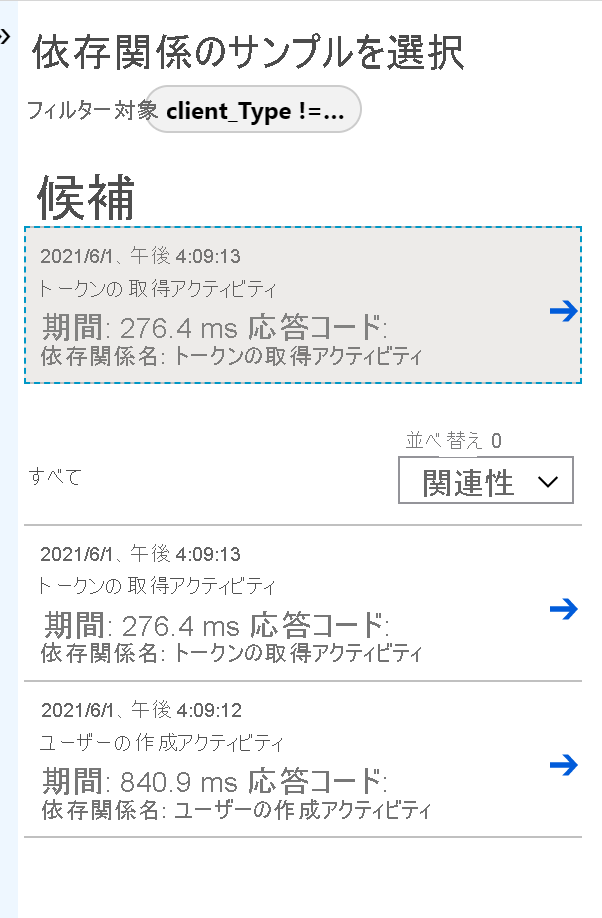 依存関係のサンプルを選択
フィルター対象 client_Type !=...
候補
2021/6/1、午後 4:09:13
トークンの取得アクティビティ
期間: 276.4 ms 応答コード:
依存関係名: トークンの取得アクティビティ
並べ替え 0
すべて
関連性
2021/6/1、午後 4:09:13
トークンの取得アクティビティ
期間: 276.4 ms 応答コード:
依存関係名: トークンの取得アクティビティ
2021/6/1、午後 4:09:12
ユーザーの作成アクティビティ
期間: 840.9 ms 応答コード:
依存関係名: ユーザーの作成アクティビティ